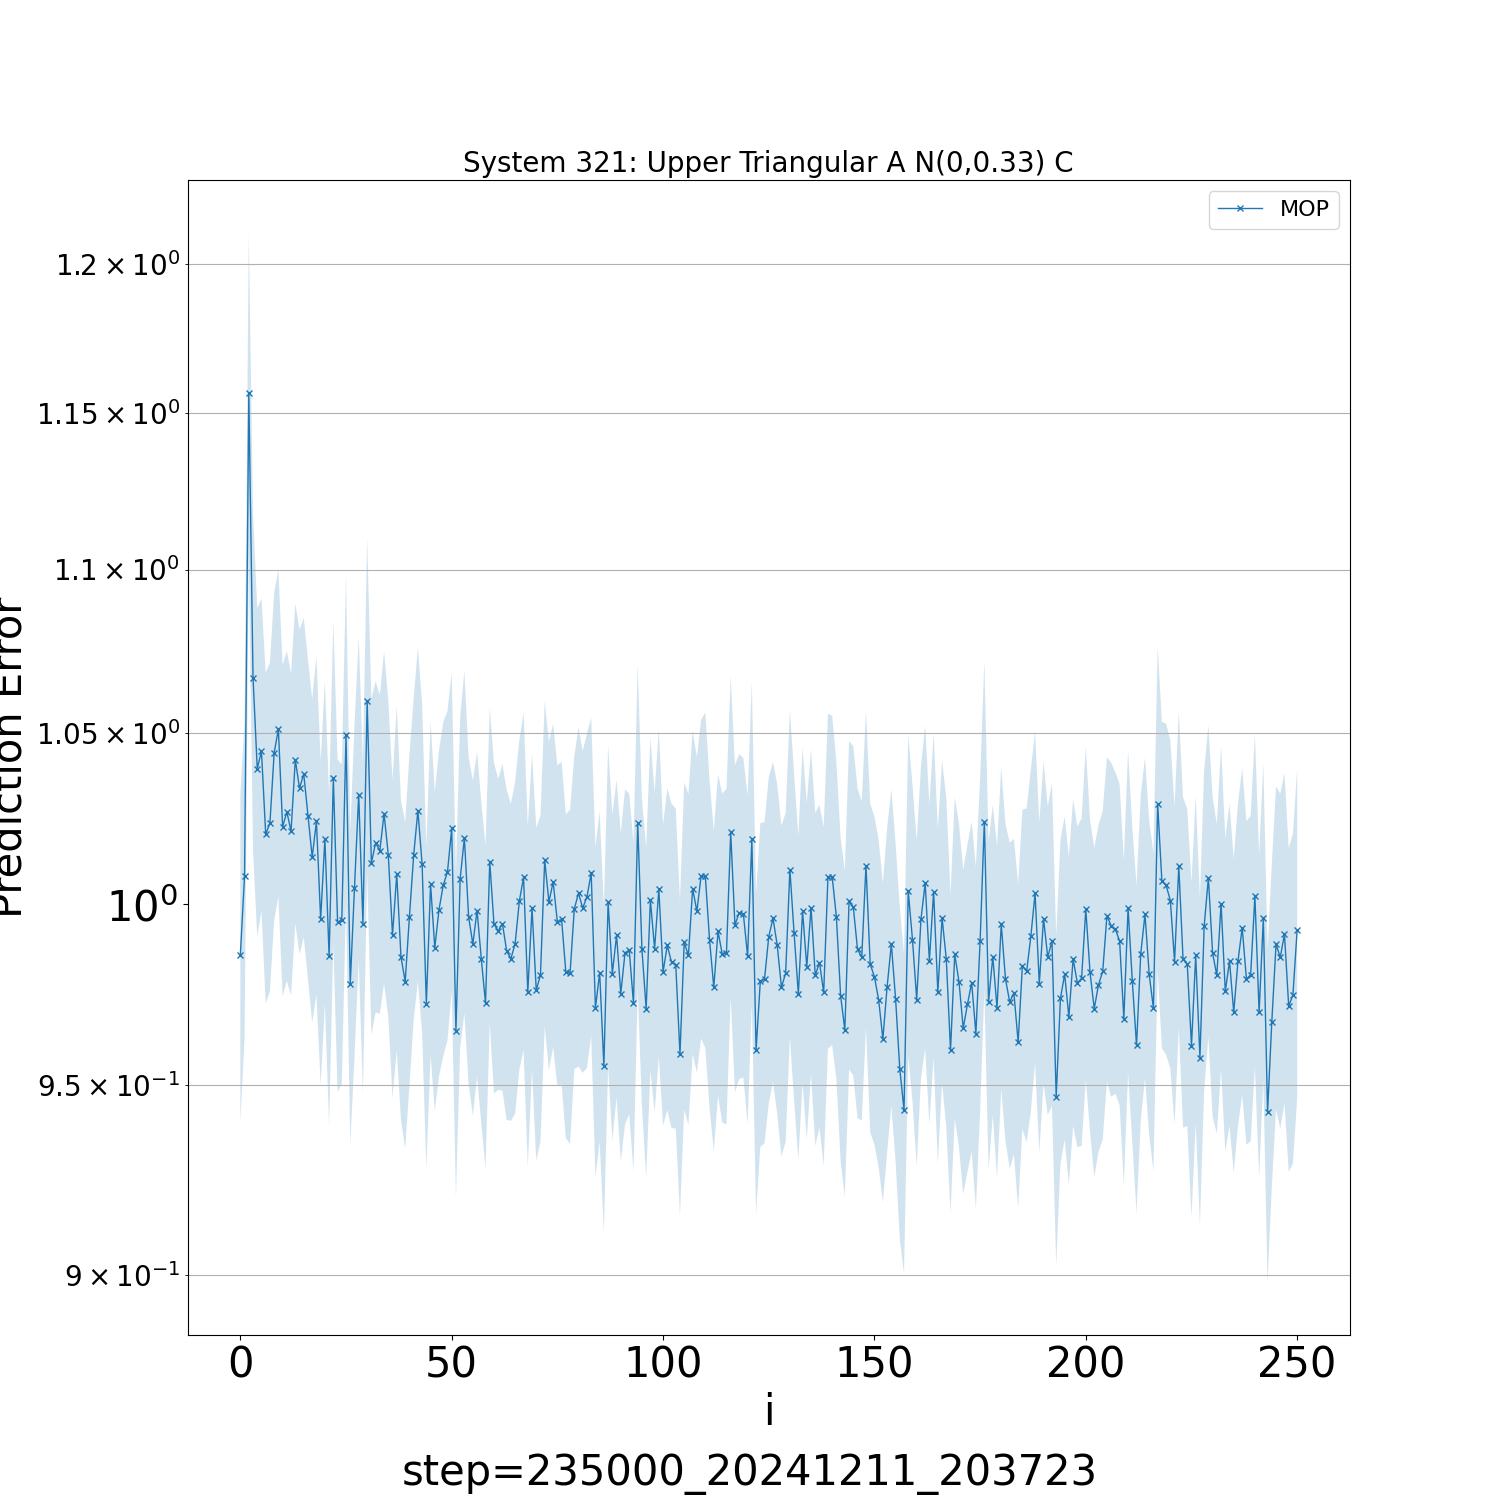 System 321: Upper Triangular A N(0,0.33) C
MOP
1.2 × 10⁰
1.15 × 10⁰
1.1 × 10⁰
1.05 × 10⁰
10⁰
9.5 × 10⁻¹
9 × 10⁻¹
Prediction Error
0 50 100 150 200 250
i
step=235000_20241211_203723